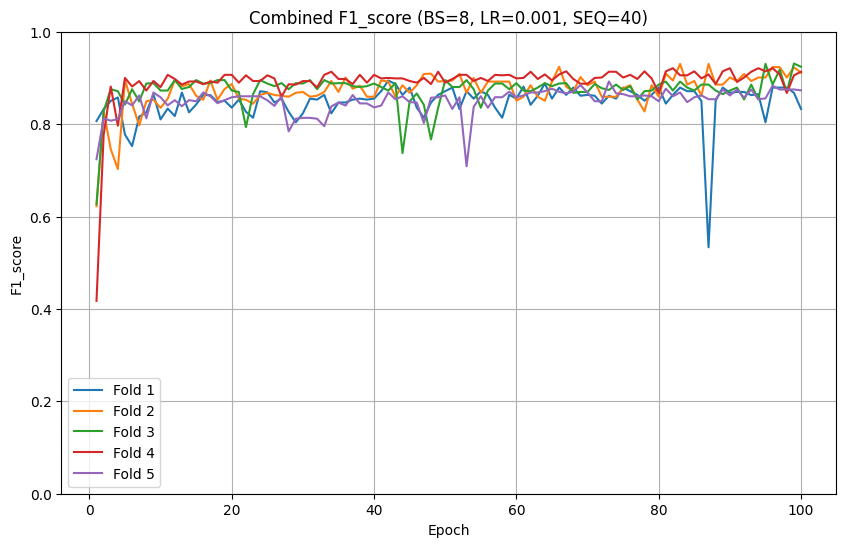 Combined F1_score (BS=8, LR=0.001, SEQ=40)
1.0
0.8
0.6
0.4
0.2
0.0
F1_score
Fold 1
Fold 2
Fold 3
Fold 4
Fold 5
0 20 40 60 80 100
Epoch